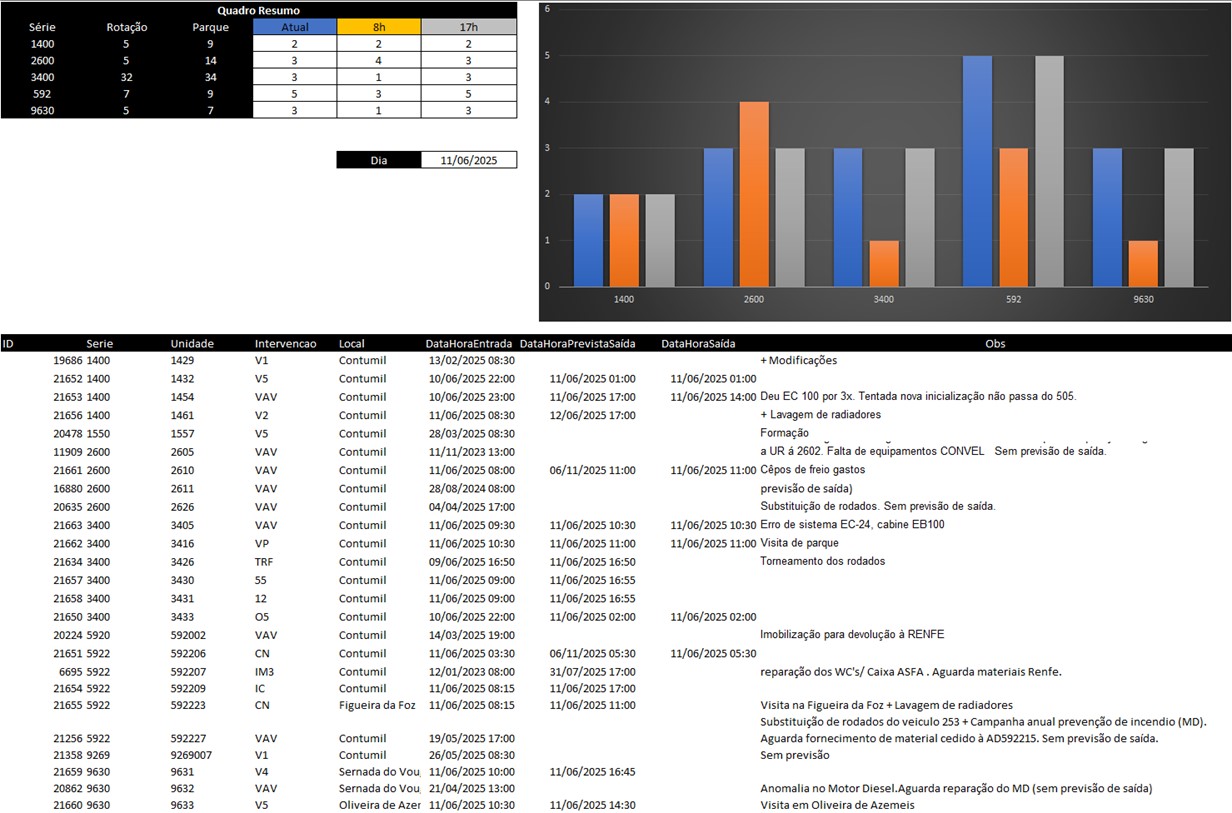 Quadro Resumo
Série Rotação Parque Atual 8h 17h
1400 5 9 2 2 2
2600 5 14 3 4 3
3400 32 34 3 1 3
592 7 9 5 3 5
9630 5 7 3 1 3
Dia 11/06/2025
6
5
4
3
2
1
0
1400 2600 3400 592 9630
ID Serie Unidade Intervencao Local DataHoraEntrada DataHoraPrevistaSaída DataHoraSaída Obs
19686 1400 1429 V1 Contumil 13/02/2025 08:30 + Modificações
21652 1400 1432 V5 Contumil 10/06/2025 22:00 11/06/2025 01:00 11/06/2025 01:00
21653 1400 1454 VAV Contumil 10/06/2025 23:00 11/06/2025 17:00 11/06/2025 14:00 Deu EC 100 por 3x. Tentada nova inicialização não passa do 505.
21656 1400 1461 V2 Contumil 11/06/2025 08:30 12/06/2025 17:00 + Lavagem de radiadores
20478 1550 1557 V5 Contumil 28/03/2025 08:30 Formação
11909 2600 2605 VAV Contumil 11/11/2023 13:00 a UR á 2602. Falta de equipamentos CONVEL Sem previsão de saída.
21661 2600 2610 VAV Contumil 11/06/2025 08:00 06/11/2025 11:00 11/06/2025 11:00 Cêpos de freio gastos
16880 2600 2611 VAV Contumil 28/08/2024 08:00 previsão de saída)
20635 2600 2626 VAV Contumil 04/04/2025 17:00 Substituição de rodados. Sem previsão de saída.
21663 3400 3405 VAV Contumil 11/06/2025 09:30 11/06/2025 10:30 11/06/2025 10:30 Erro de sistema EC-24, cabine EB100
21662 3400 3416 VP Contumil 11/06/2025 10:30 11/06/2025 11:00 11/06/2025 11:00 Visita de parque
21634 3400 3426 TRF Contumil 09/06/2025 16:50 11/06/2025 16:50 Torneamento dos rodados
21657 3400 3430 55 Contumil 11/06/2025 09:00 11/06/2025 16:55
21658 3400 3431 12 Contumil 11/06/2025 09:00 11/06/2025 16:55
21650 3400 3433 O5 Contumil 10/06/2025 22:00 11/06/2025 02:00 11/06/2025 02:00
20224 5920 592002 VAV Contumil 14/03/2025 19:00 Imobilização para devolução à RENFE
21651 5922 592206 CN Contumil 11/06/2025 03:30 06/11/2025 05:30 11/06/2025 05:30
6695 5922 592207 IM3 Contumil 12/01/2023 08:00 31/07/2025 17:00 reparação dos WC's/ Caixa ASFA . Aguarda materiais Renfe.
21654 5922 592209 IC Contumil 11/06/2025 08:15 11/06/2025 17:00
21655 5922 592223 CN Figueira da Foz 11/06/2025 08:15 11/06/2025 11:00 Visita na Figueira da Foz + Lavagem de radiadores
Substituição de rodados do veiculo 253 + Campanha anual prevenção de incendio (MD).
21256 5922 592227 VAV Contumil 19/05/2025 17:00 Aguarda fornecimento de material cedido à AD592215. Sem previsão de saída.
21358 9269 9269007 V1 Contumil 26/05/2025 08:30 Sem previsão
21659 9630 9631 V4 Sernada do Vou 11/06/2025 10:00 11/06/2025 16:45
20862 9630 9632 VAV Sernada do Vou 21/04/2025 13:00 Anomalia no Motor Diesel.Aguarda reparação do MD (sem previsão de saída)
21660 9630 9633 V5 Oliveira de Azer 11/06/2025 10:30 11/06/2025 14:30 Visita em Oliveira de Azemeis